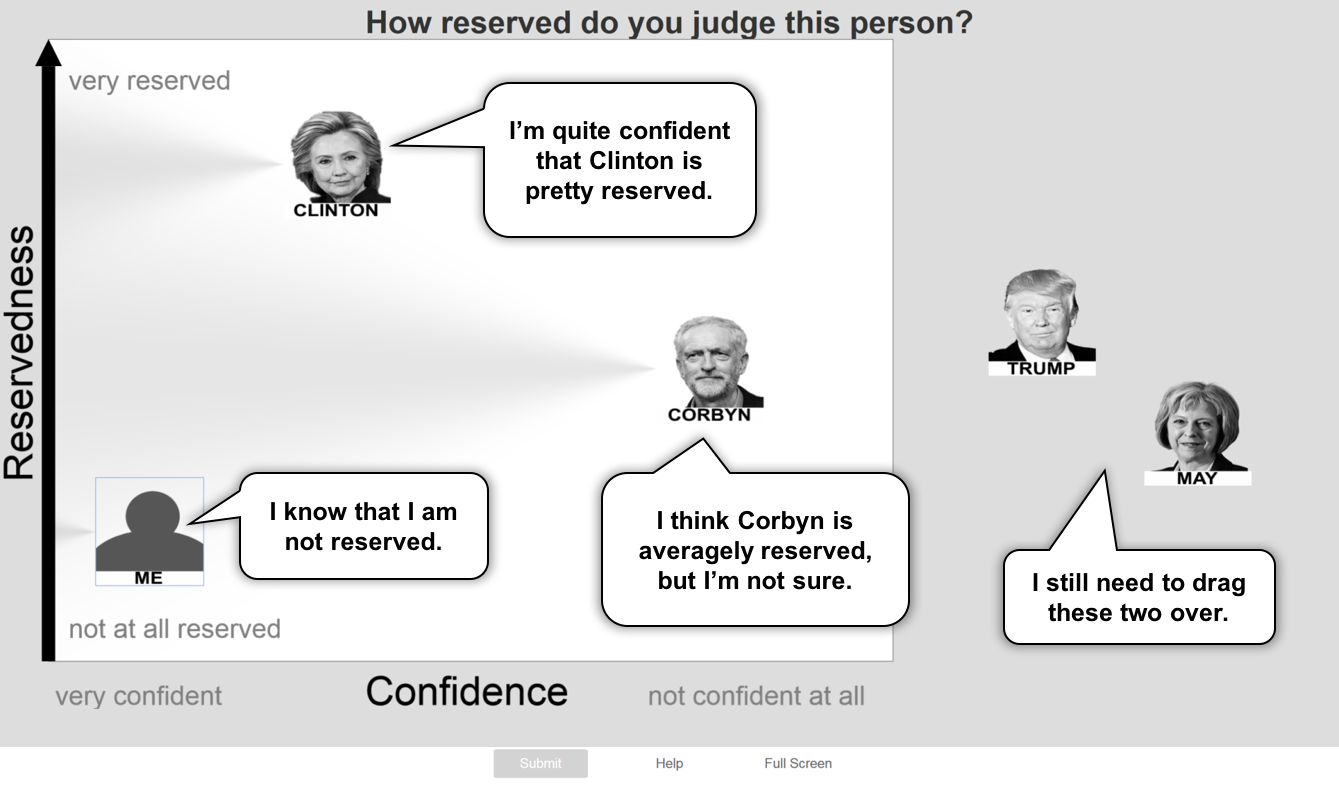 How reserved do you judge this person?
very reserved
I'm quite confident
that Clinton is
pretty reserved.
CLINTON
Reservedness
TRUMP
CORBYN
MAY
I know that I am
not reserved.
ME
I think Corbyn is
averagely reserved,
but I'm not sure.
I still need to drag
these two over.
not at all reserved
very confident
Confidence
not confident at all
Submit
Help
Full Screen